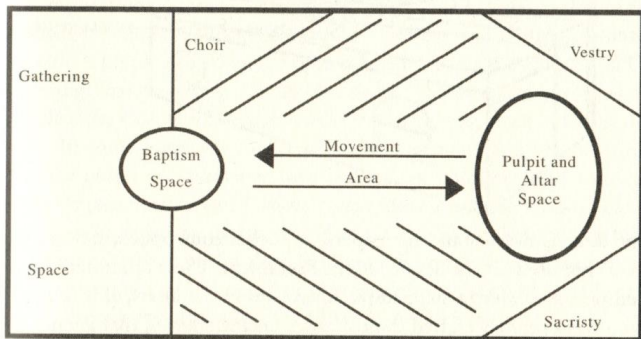 Choir
Vestry
Gathering
Baptism
Space
Movement
Area
Pulpit and
Altar
Space
Space
Sacristy